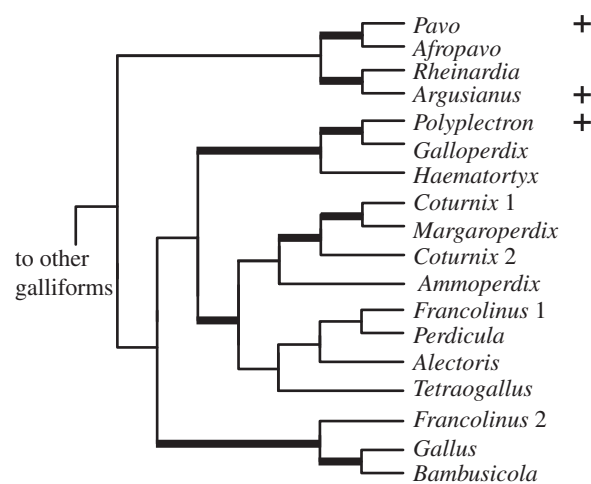 Pavo +
Afropavo
Rheinardia
Argusianus +
Polyplectron +
Galloperdix
Haematortyx
Coturnix 1
Margaroperdix
Coturnix 2
Ammoperdix
Francolinus 1
Perdicula
Alectoris
Tetraogallus
Francolinus 2
Gallus
Bambusicola
to other
galliforms